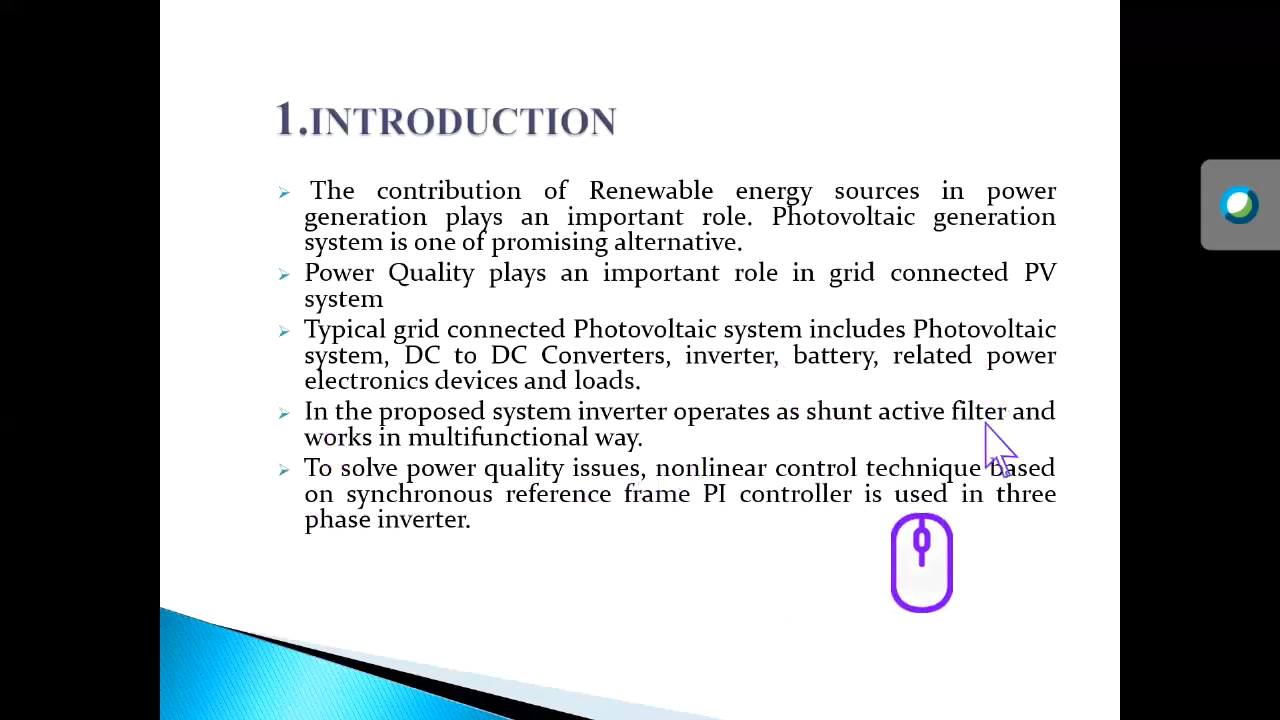 1.INTRODUCTION
The contribution of Renewable energy sources in power
generation plays an important role. Photovoltaic generation
system is one of promising alternative.
Power Quality plays an important role in grid connected PV
system
Typical grid connected Photovoltaic system includes Photovoltaic
system, DC to DC Converters, inverter, battery, related power
electronics devices and loads.
In the proposed system inverter operates as shunt active filter and
works in multifunctional way.
To solve power quality issues, nonlinear control technique based
on synchronous reference frame PI controller is used in three
phase inverter.